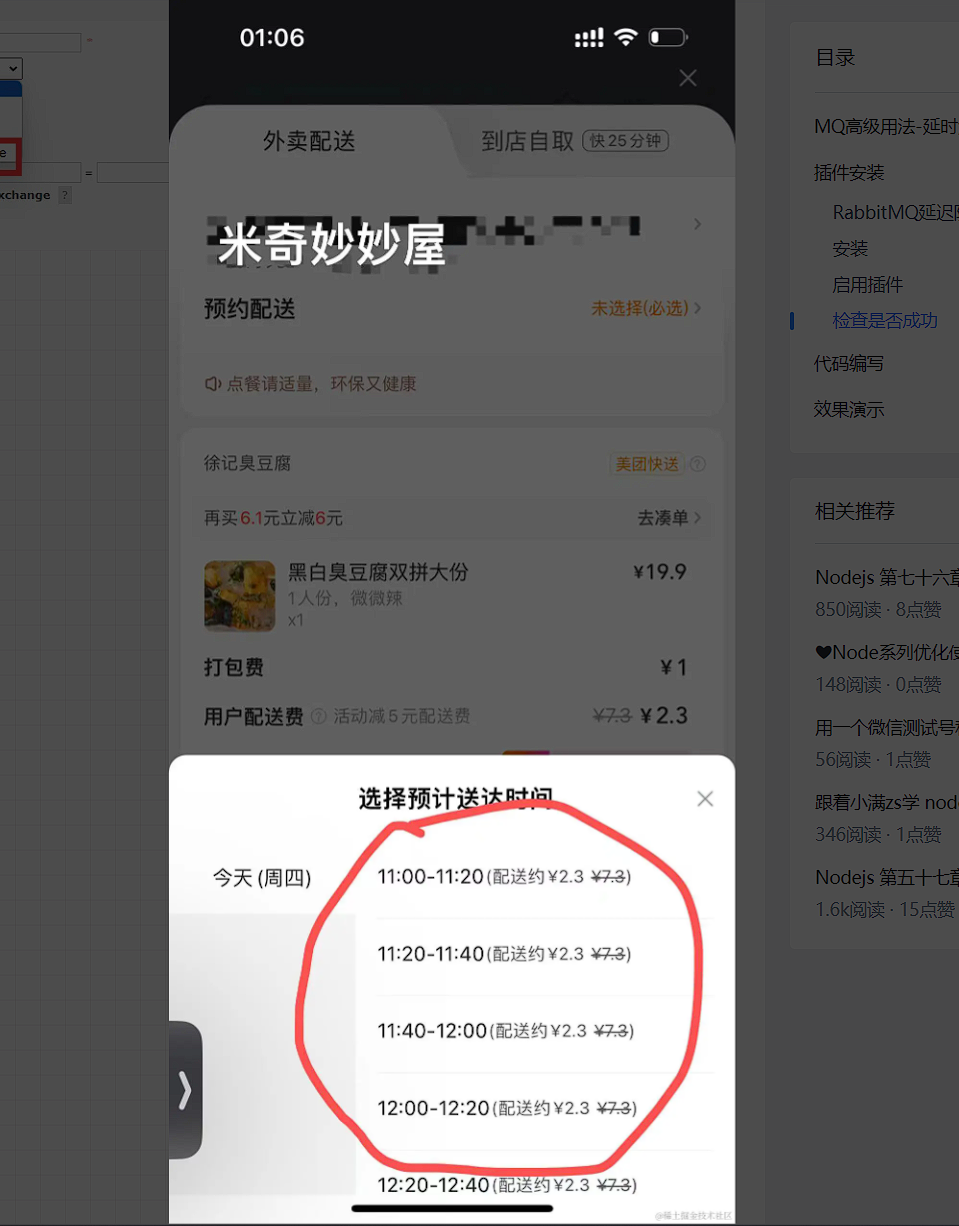 e
=
xchange ?
01:06
外卖配送
到店自取 快25分钟
米奇妙妙屋
预约配送
未选择(必选)
点餐请适量，环保又健康
徐记臭豆腐
美团快送 ?
再买6.1元立减6元
去凑单
黑白臭豆腐双拼大份
¥19.9
1人份，微微辣
x1
打包费
¥1
用户配送费 ? 活动减5元配送费
¥7.3 ¥2.3
选择预计送达时间
今天(周四)
11:00-11:20(配送约¥2.3 ¥7.3)
11:20-11:40(配送约¥2.3 ¥7.3)
11:40-12:00(配送约¥2.3 ¥7.3)
12:00-12:20(配送约¥2.3 ¥7.3)
12:20-12:40(配送约¥2.3 ¥7.3)
@稀土掘金技术社区
目录
MQ高级用法-延时
插件安装
RabbitMQ延迟
安装
启用插件
检查是否成功
代码编写
效果演示
相关推荐
Nodejs 第七十六章
850阅读 · 8点赞
❤Node系列优化
148阅读 · 0点赞
用一个微信测试号
56阅读 · 1点赞
跟着小满zs学 node
346阅读 · 1点赞
Nodejs 第五十七章
1.6k阅读 · 15点赞